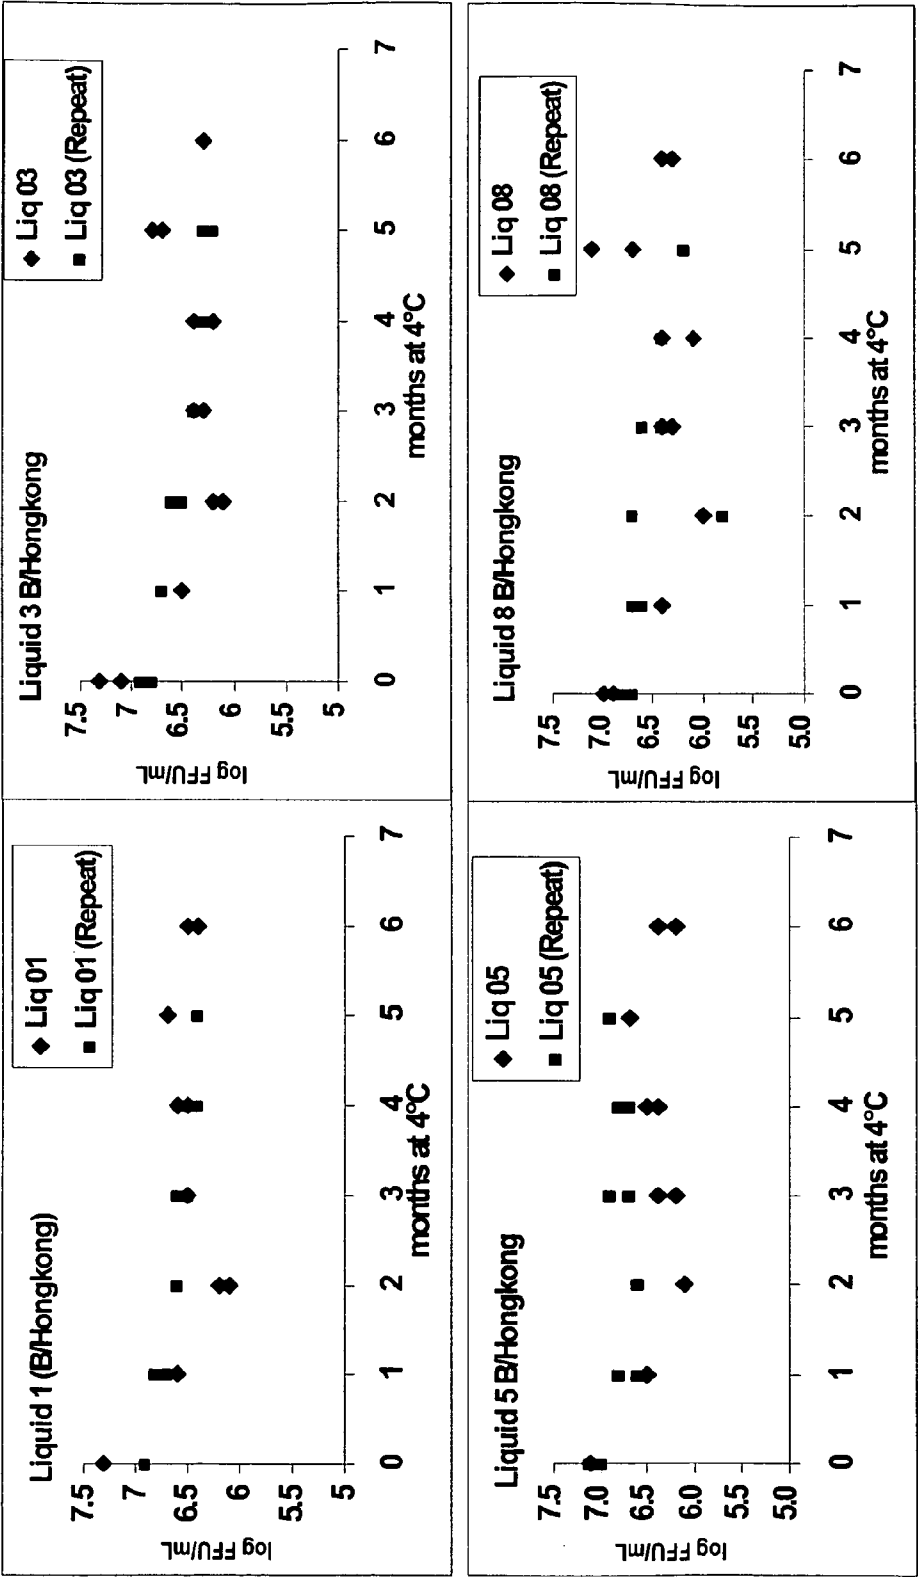 Liquid 1 (B/Hongkong)
Liq 01
Liq 01 (Repeat)
log FFU/mL
7.5
7
6.5
6
5.5
5
0
1
2
3
4
5
6
7
months at 4°C
Liquid 3 B/Hongkong
Liq 03
Liq 03 (Repeat)
log FFU/mL
7.5
7
6.5
6
5.5
5
0
1
2
3
4
5
6
7
months at 4°C
Liquid 5 B/Hongkong
Liq 05
Liq 05 (Repeat)
log FFU/mL
7.5
7.0
6.5
6.0
5.5
5.0
0
1
2
3
4
5
6
7
months at 4°C
Liquid 8 B/Hongkong
Liq 08
Liq 08 (Repeat)
log FFU/mL
7.5
7.0
6.5
6.0
5.5
5.0
0
1
2
3
4
5
6
7
months at 4°C